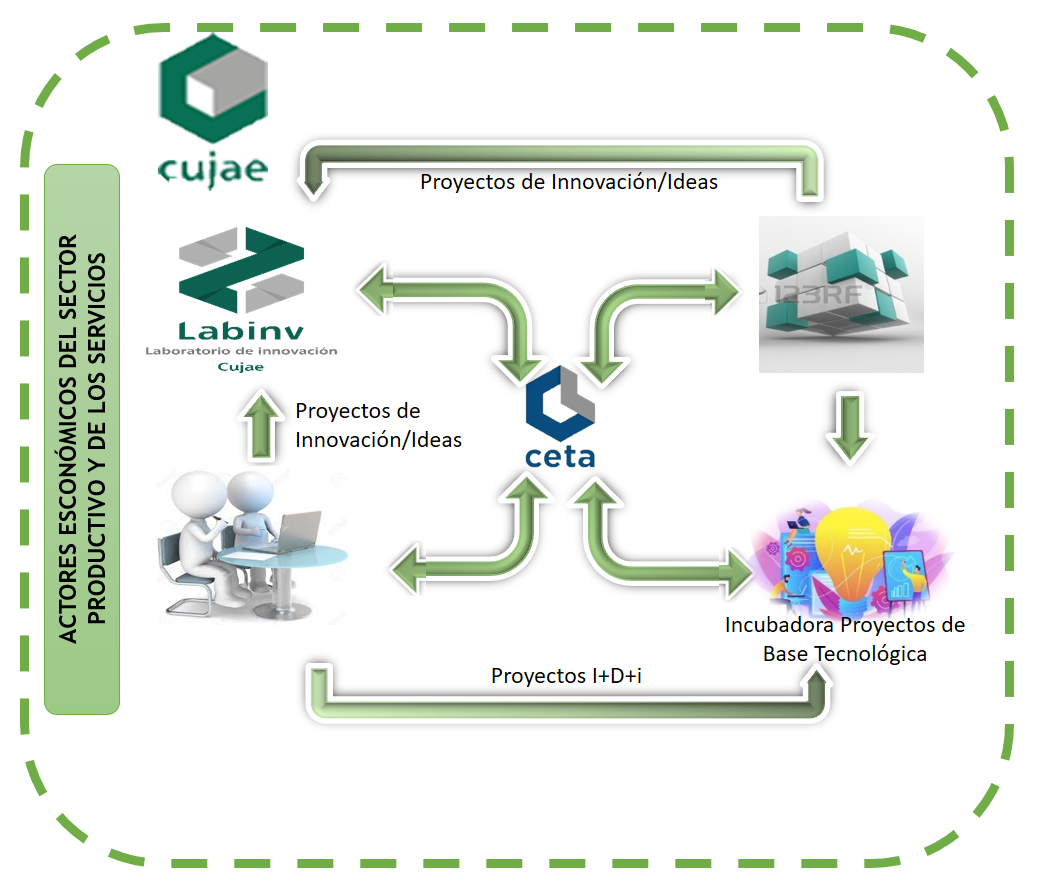 cujae
Proyectos de Innovación/Ideas
ACTORES ESCONÓMICOS DEL SECTOR
PRODUCTIVO Y DE LOS SERVICIOS
Labinv
Laboratorio de innovación
Cujae
123RF
Proyectos de
Innovación/Ideas
ceta
Incubadora Proyectos de
Base Tecnológica
Proyectos I+D+i